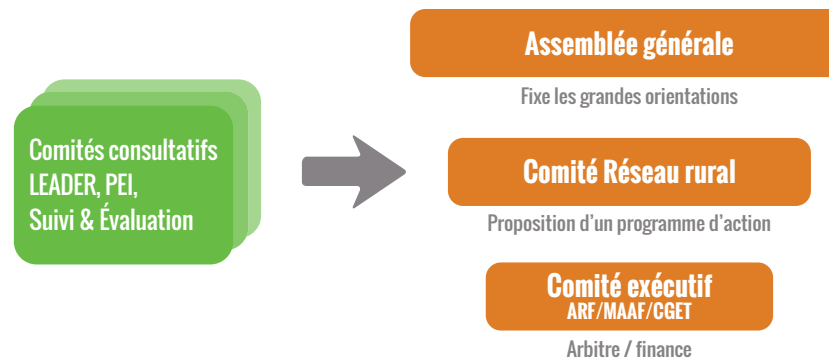 Comités consultatifs
LEADER, PEI,
Suivi & Évaluation
Assemblée générale
Fixe les grandes orientations
Comité Réseau rural
Proposition d'un programme d'action
Comité exécutif
ARF/MAAF/CGET
Arbitre / finance